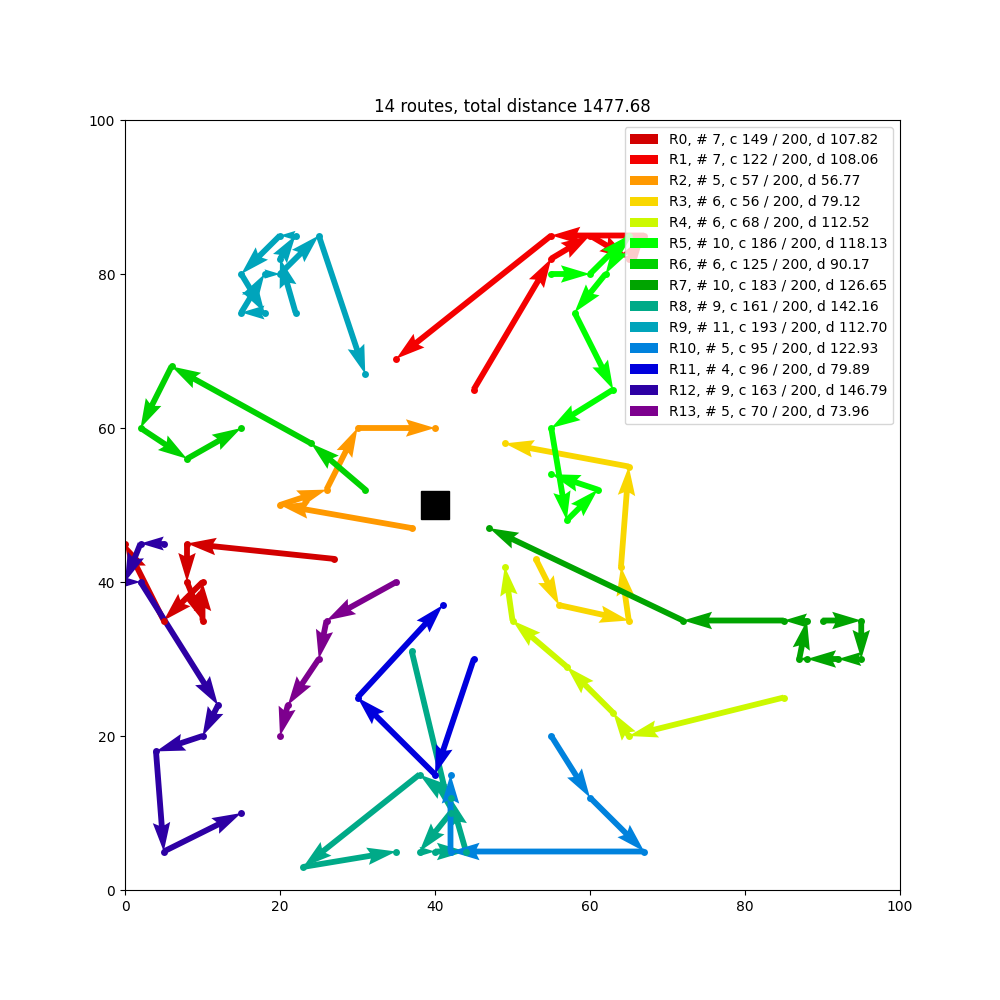 14 routes, total distance 1477.68
R0, # 7, c 149 / 200, d 107.82
R1, # 7, c 122 / 200, d 108.06
R2, # 5, c 57 / 200, d 56.77
R3, # 6, c 56 / 200, d 79.12
R4, # 6, c 68 / 200, d 112.52
R5, # 10, c 186 / 200, d 118.13
R6, # 6, c 125 / 200, d 90.17
R7, # 10, c 183 / 200, d 126.65
R8, # 9, c 161 / 200, d 142.16
R9, # 11, c 193 / 200, d 112.70
R10, # 5, c 95 / 200, d 122.93
R11, # 4, c 96 / 200, d 79.89
R12, # 9, c 163 / 200, d 146.79
R13, # 5, c 70 / 200, d 73.96
100
80
60
40
20
0
0 20 40 60 80 100